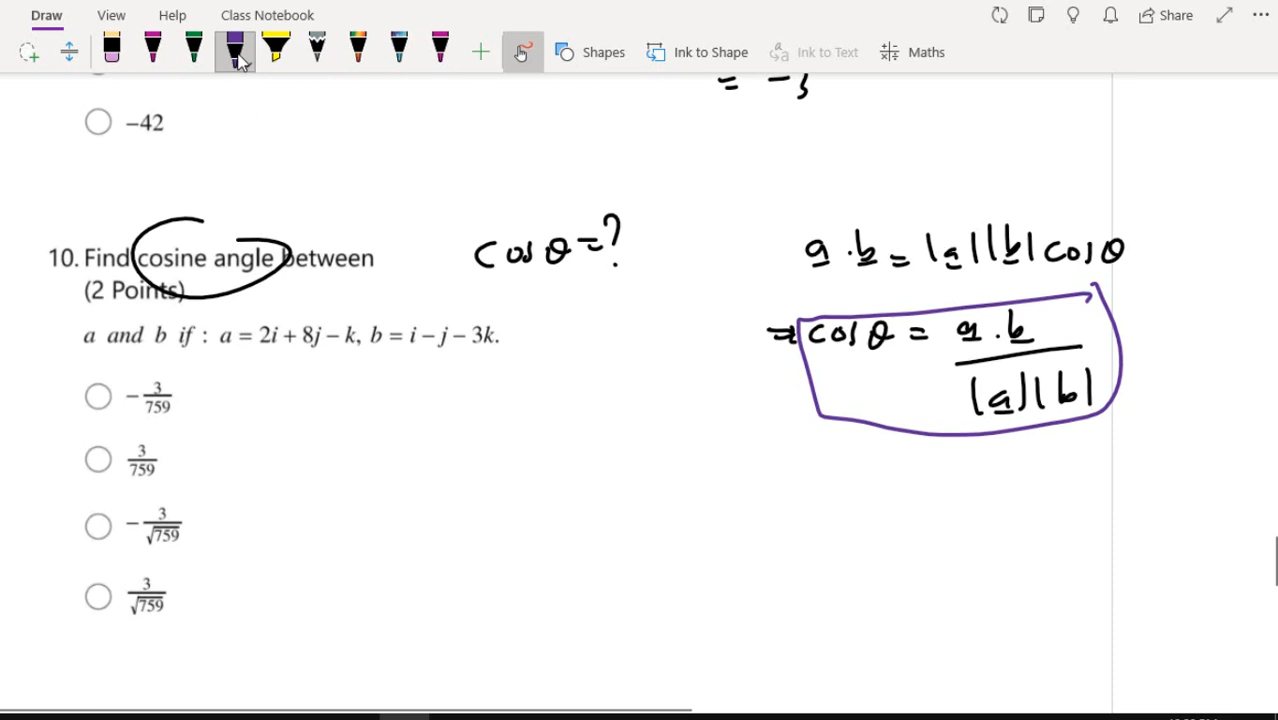 Draw View Help Class Notebook Share
Shapes Ink to Shape Ink to Text Maths
-42
10. Find cosine angle between
(2 Points)
a and b if : a = 2i + 8j – k, b = i – j – 3k.
- 3/759
3/759
- 3/√759
3/√759
cos θ = ?
a . b = |a||b| cos θ
⇒ cos θ = a . b / |a||b|